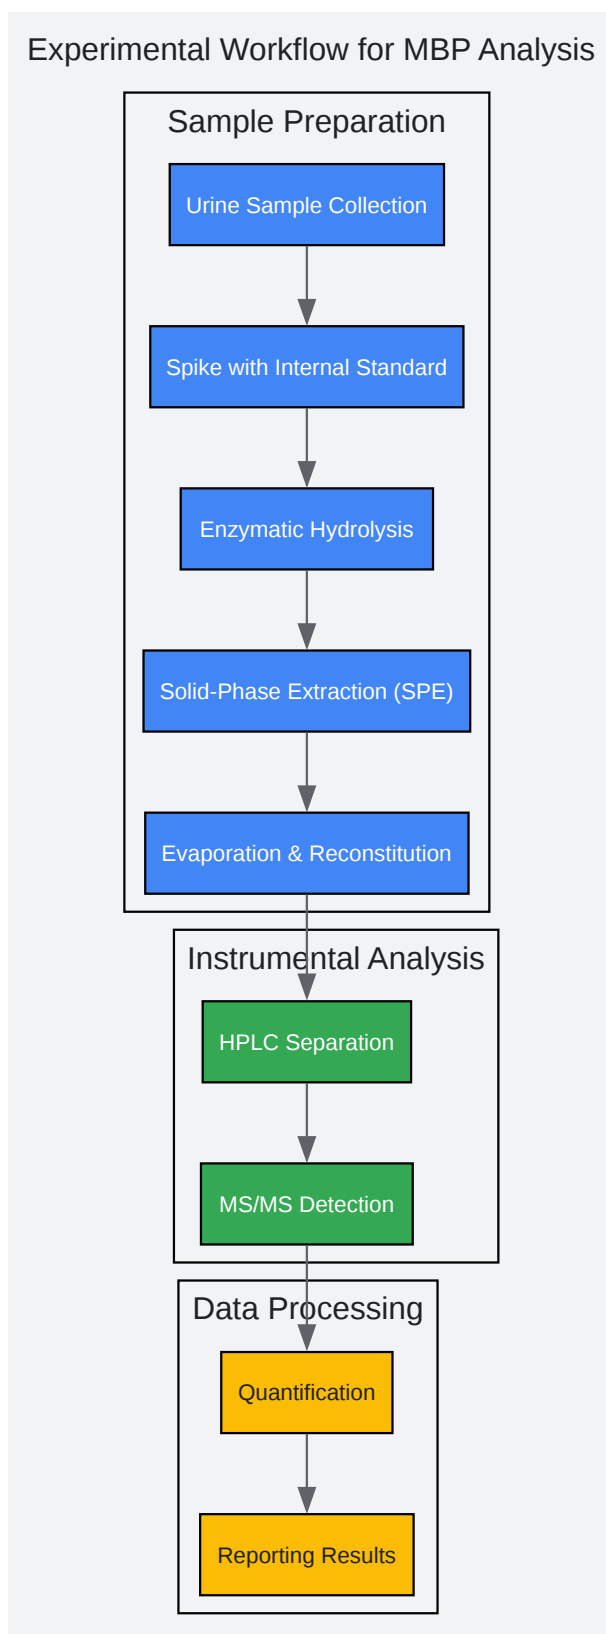 Experimental Workflow for MBP Analysis
Sample Preparation
Urine Sample Collection
Spike with Internal Standard
Enzymatic Hydrolysis
Solid-Phase Extraction (SPE)
Evaporation & Reconstitution
Instrumental Analysis
HPLC Separation
MS/MS Detection
Data Processing
Quantification
Reporting Results